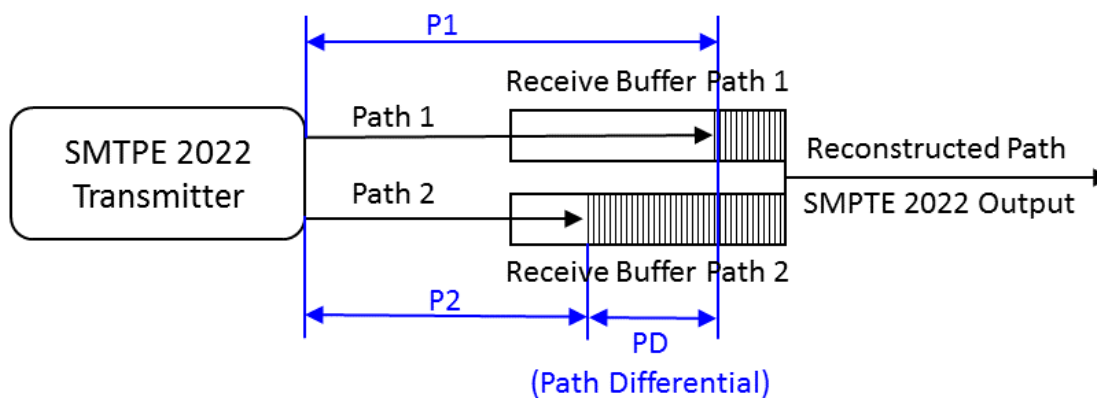 P1
Receive Buffer Path 1
Path 1
SMTPE 2022
Transmitter
Reconstructed Path
Path 2
SMPTE 2022 Output
Receive Buffer Path 2
P2
PD
(Path Differential)